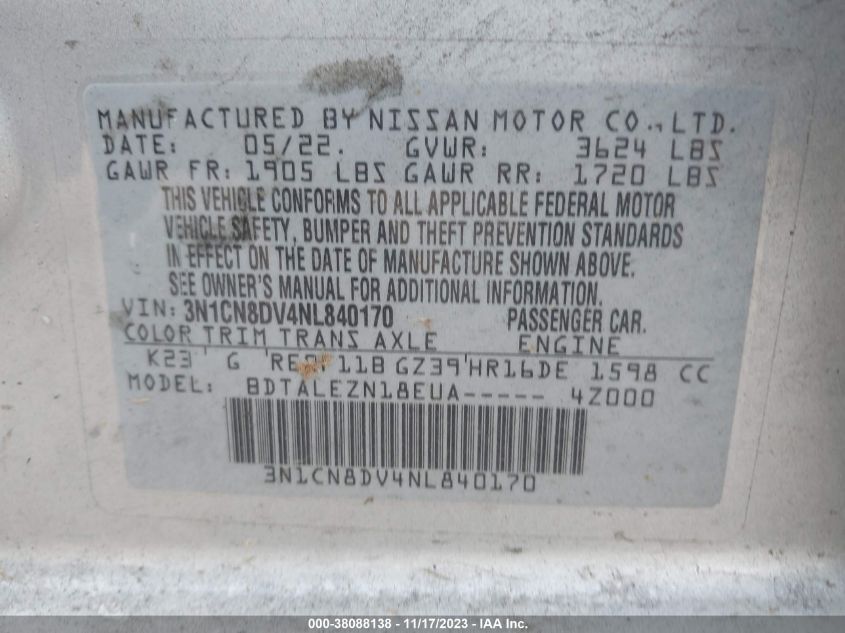 MANUFACTURED BY NISSAN MOTOR CO., LTD.
DATE: 05/22. GVWR: 3624 LBS
GAWR FR: 1905 LBS GAWR RR: 1720 LBS
THIS VEHICLE CONFORMS TO ALL APPLICABLE FEDERAL MOTOR
VEHICLE SAFETY, BUMPER AND THEFT PREVENTION STANDARDS
IN EFFECT ON THE DATE OF MANUFACTURE SHOWN ABOVE.
SEE OWNER'S MANUAL FOR ADDITIONAL INFORMATION.
VIN: 3N1CN8DV4NL840170 PASSENGER CAR.
COLOR TRIM TRANS AXLE ENGINE
K23 G 11B GZ39 HR16DE 1598 CC
MODEL: BDTALEZN18EUA----- 4Z000
3N1CN8DV4NL840170
000-38088138 - 11/17/2023 - IAA Inc.